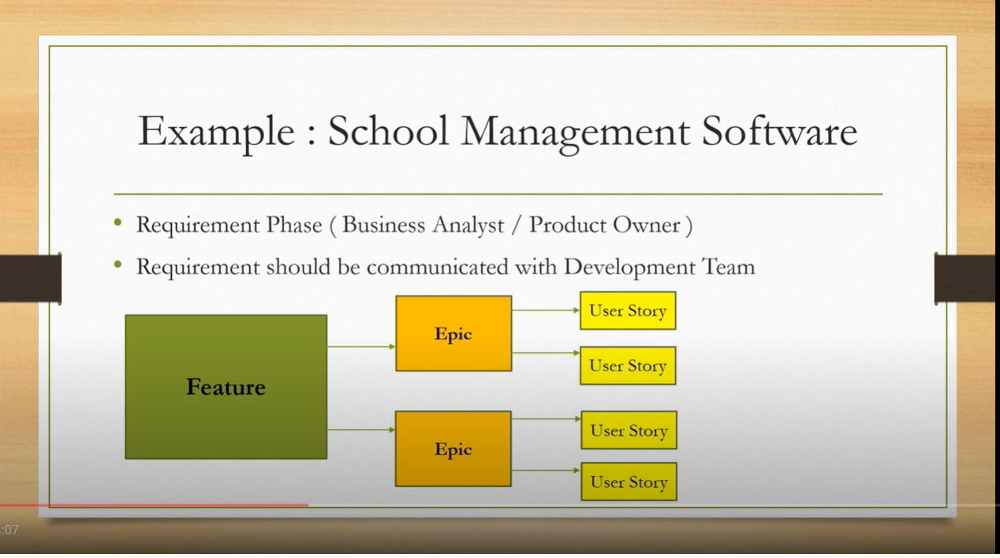 Example : School Management Software
• Requirement Phase ( Business Analyst / Product Owner )
• Requirement should be communicated with Development Team
Feature
Epic
User Story
User Story
Epic
User Story
User Story
:07